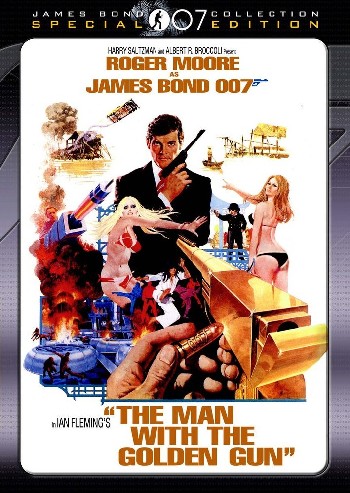 JAMES BOND 007 COLLECTION
SPECIAL EDITION
HARRY SALTZMAN and ALBERT R. BROCCOLI Present
ROGER MOORE
AS
JAMES BOND 007
in IAN FLEMING'S
"THE MAN
WITH THE
GOLDEN GUN"